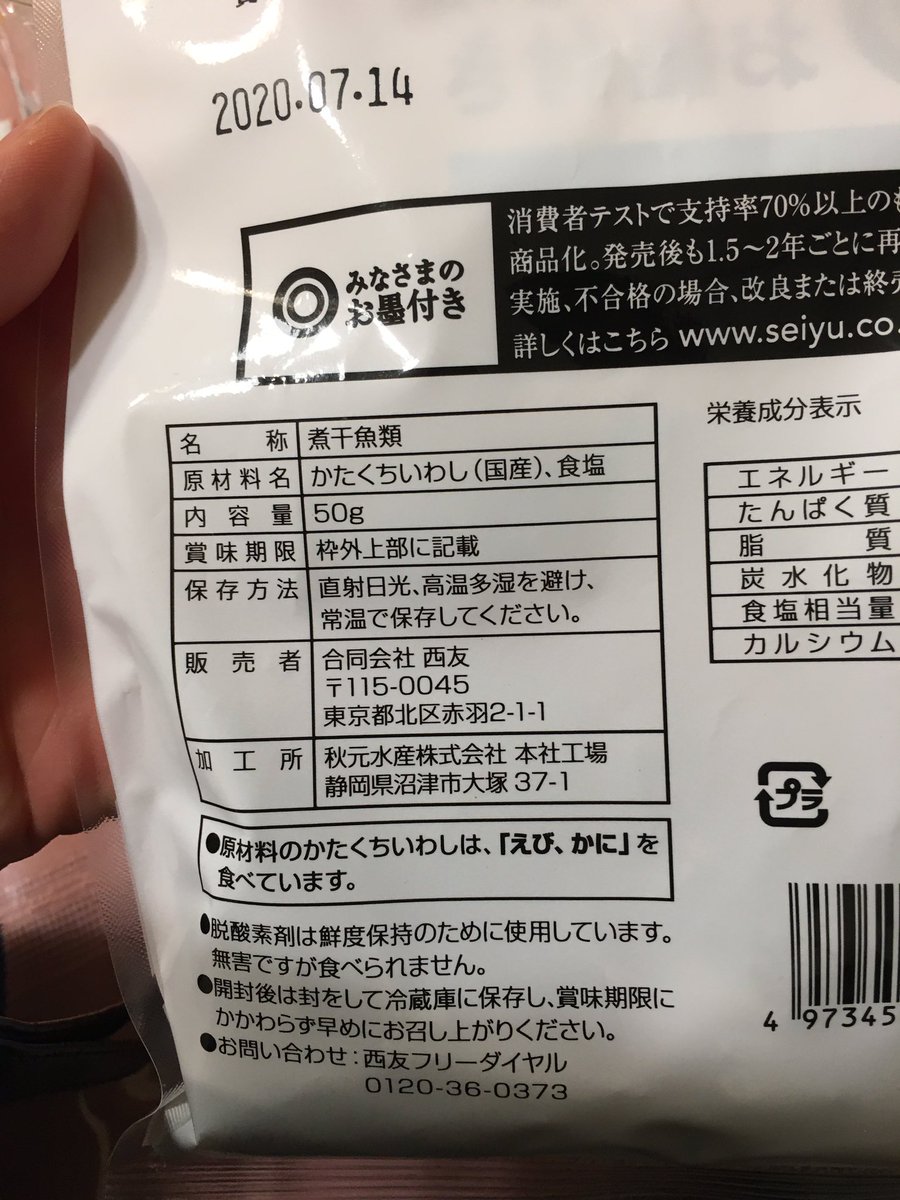 2020.07.14
みなさまの
お墨付き
消費者テストで支持率70%以上の
商品化。発売後も1.5～2年ごとに再
実施、不合格の場合、改良または終売
詳しくはこちら www.seiyu.co.
名称 煮干魚類
原材料名 かたくちいわし(国産)、食塩
内容量 50g
賞味期限 枠外上部に記載
保存方法 直射日光、高温多湿を避け、
常温で保存してください。
販売者 合同会社 西友
〒115-0045
東京都北区赤羽2-1-1
加工所 秋元水産株式会社 本社工場
静岡県沼津市大塚 37-1
栄養成分表示
エネルギー
たんぱく質
脂質
炭水化物
食塩相当量
カルシウム
プラ
●原材料のかたくちいわしは、「えび、かに」を
食べています。
●脱酸素剤は鮮度保持のために使用しています。
無害ですが食べられません。
●開封後は封をして冷蔵庫に保存し、賞味期限に
かかわらず早めにお召し上がりください。
●お問い合わせ：西友フリーダイヤル
0120-36-0373
4 97345